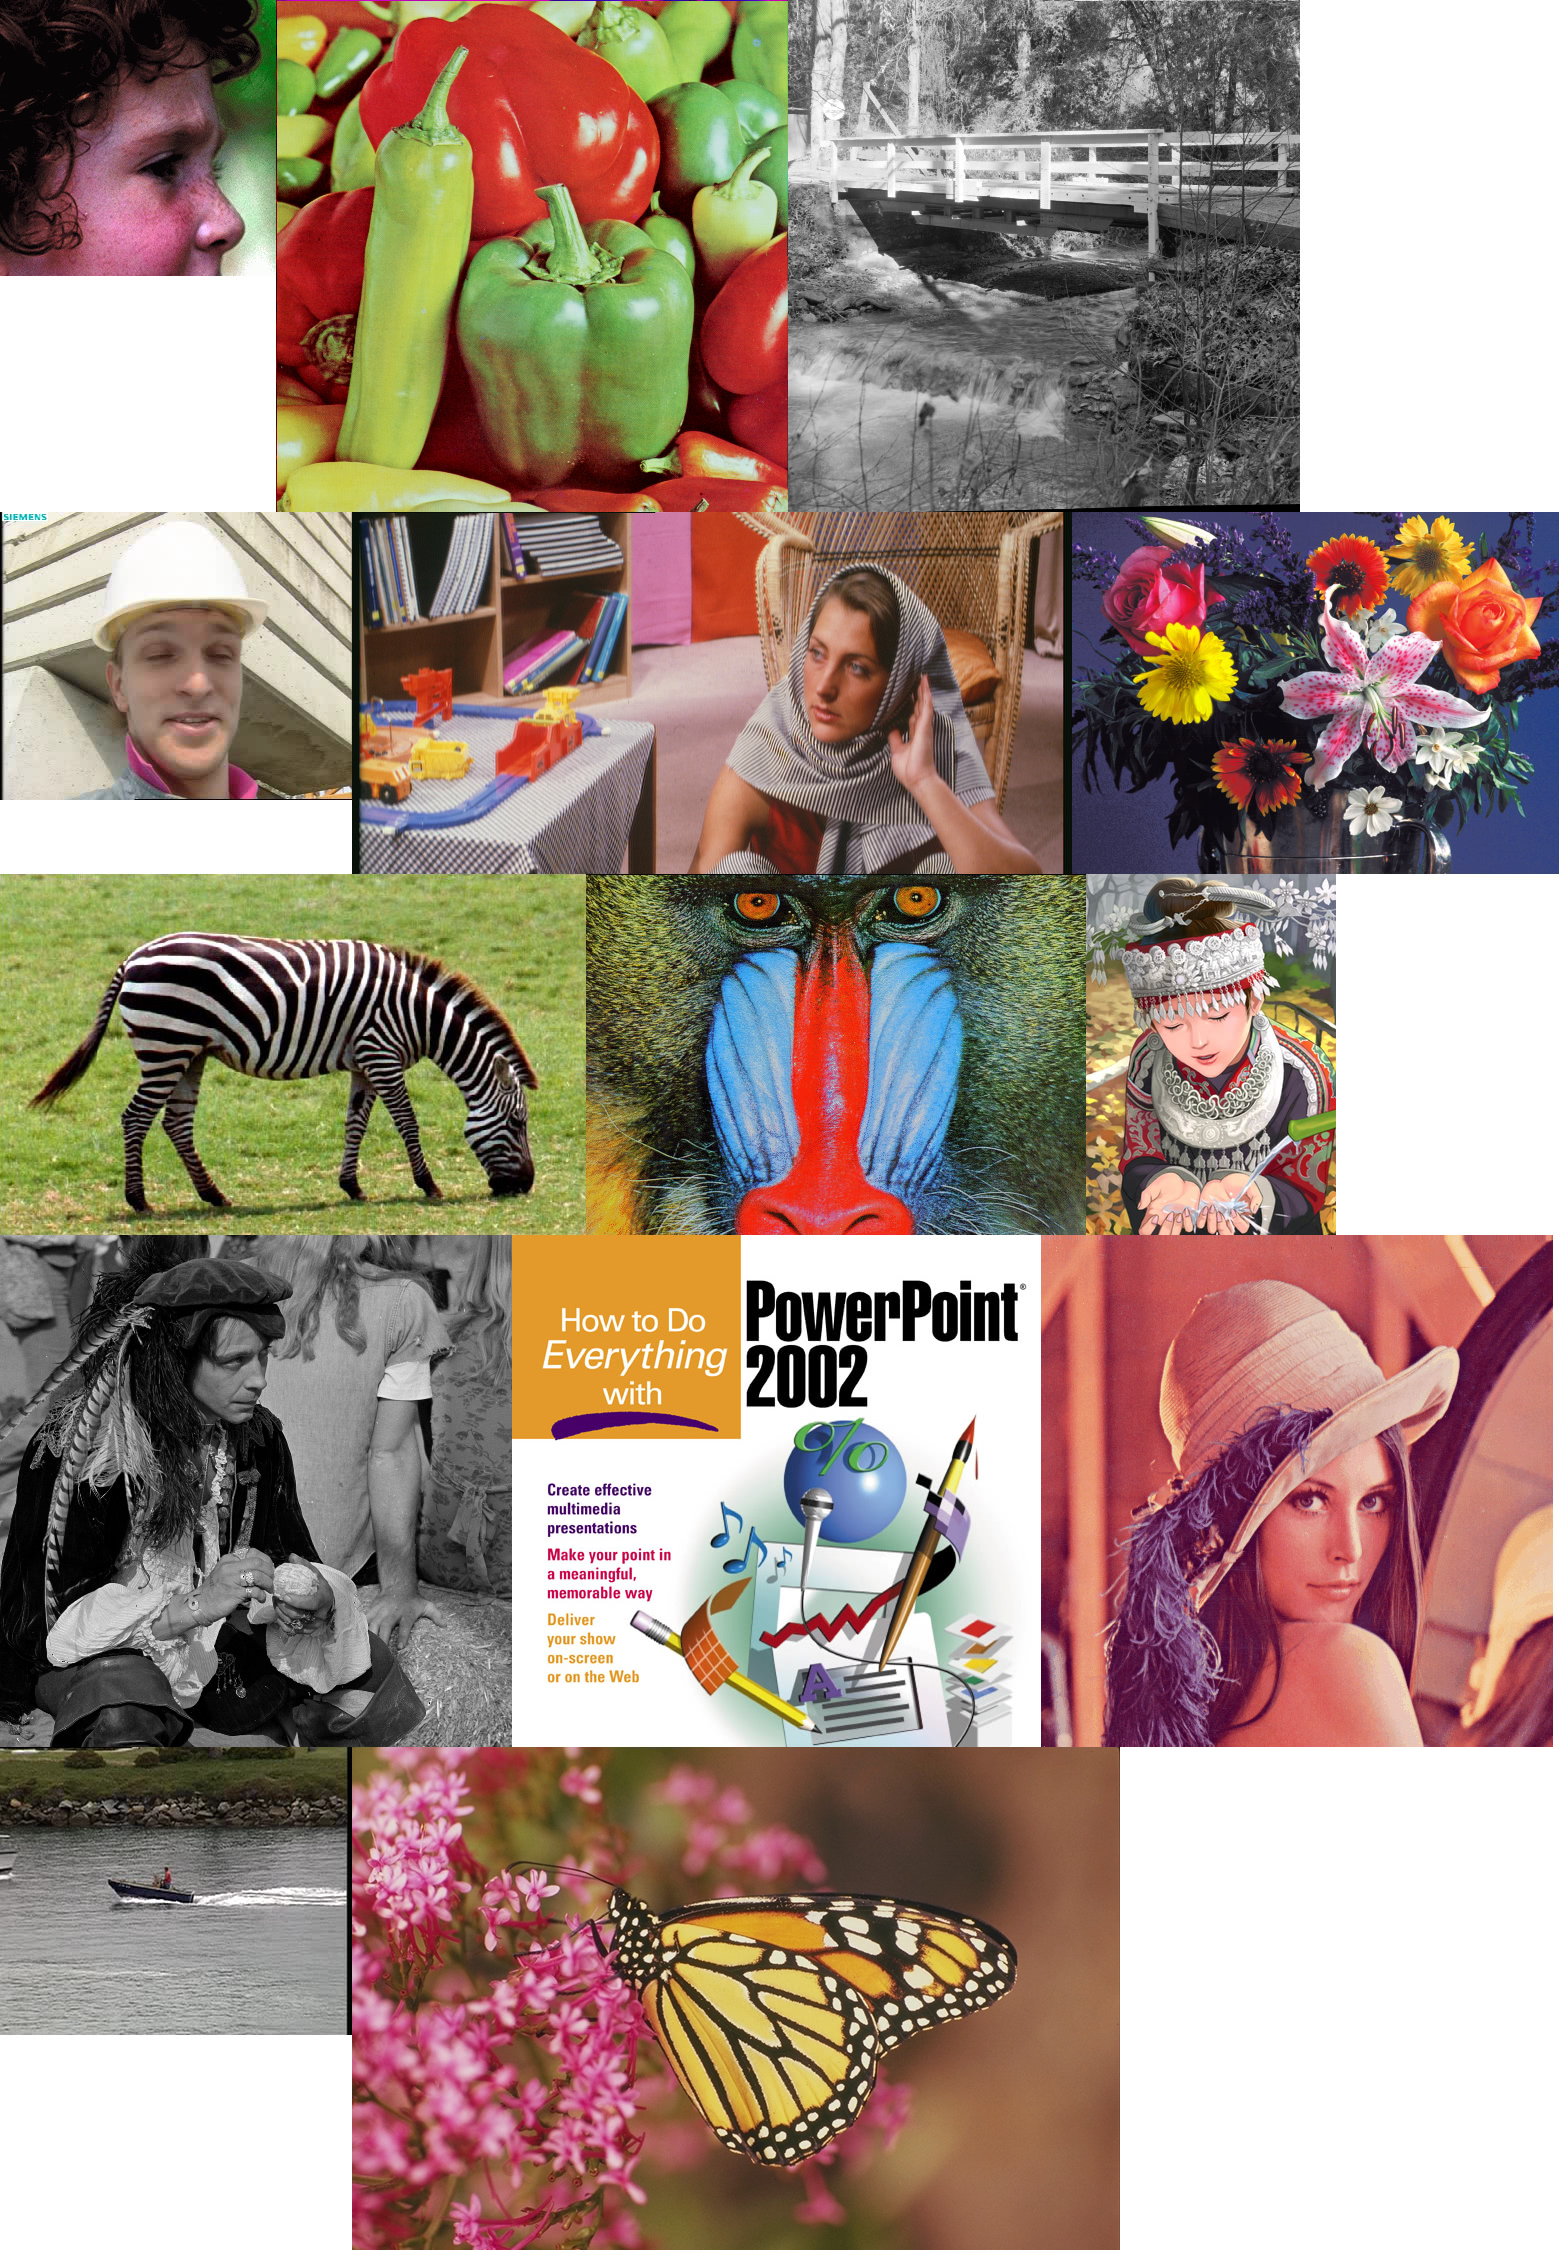 SIEMENS
How to Do
Everything
with
PowerPoint®
2002
%
Create effective
multimedia
presentations
Make your point in
a meaningful,
memorable way
Deliver
your show
on-screen
or on the Web
A